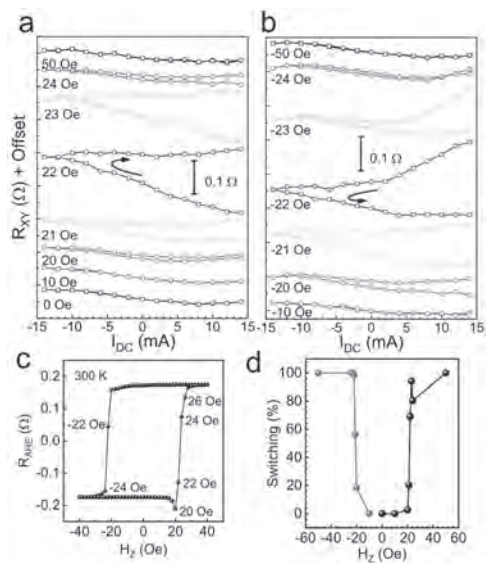 a
b
50 Oe
24 Oe
23 Oe
22 Oe
21 Oe
20 Oe
10 Oe
0 Oe
0.1 Ω
R_XY (Ω) + Offset
-15 -10 -5 0 5 10 15
I_DC (mA)
-50 Oe
-24 Oe
-23 Oe
-22 Oe
-21 Oe
-20 Oe
-10 Oe
0.1 Ω
-15 -10 -5 0 5 10 15
I_DC (mA)
c
300 K
0.2
0.1
0.0
-0.1
-0.2
R_AHE (Ω)
-22 Oe
-24 Oe
26 Oe
24 Oe
22 Oe
20 Oe
-40 -20 0 20 40
H_Z (Oe)
d
100
80
60
40
20
0
Switching (%)
-60 -40 -20 0 20 40 60
H_Z (Oe)